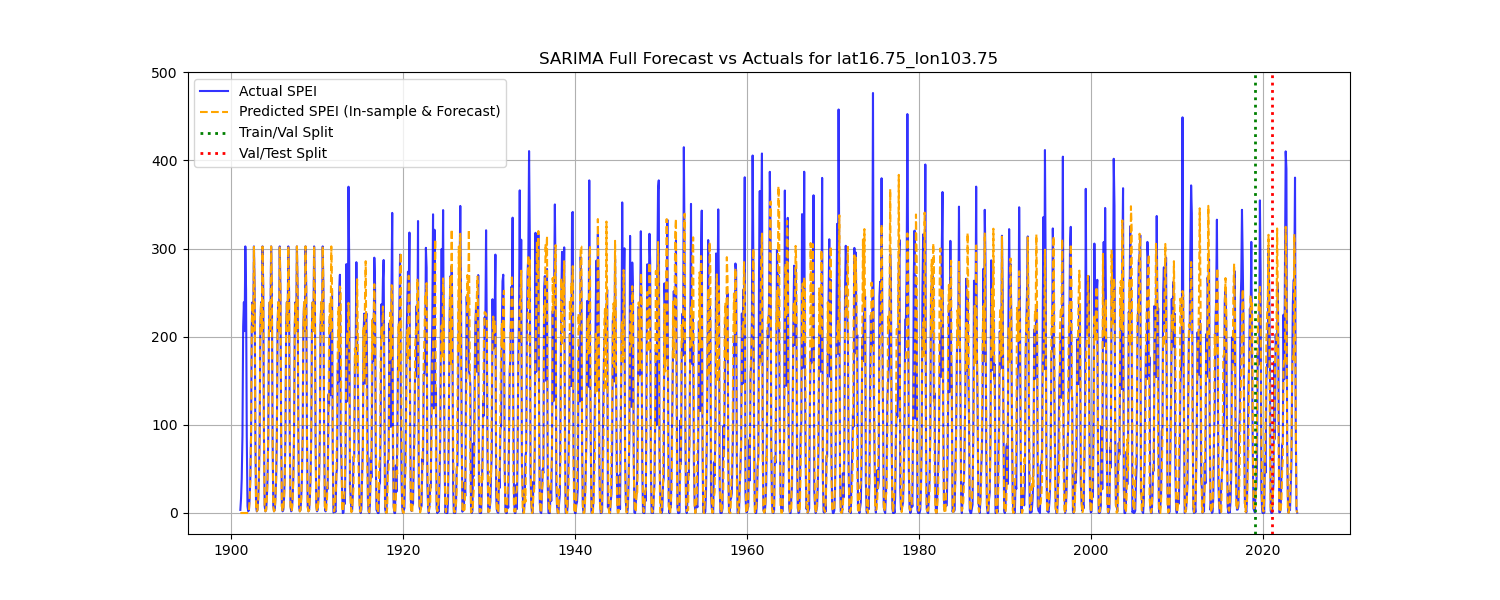 SARIMA Full Forecast vs Actuals for lat16.75_lon103.75
Actual SPEI
Predicted SPEI (In-sample & Forecast)
Train/Val Split
Val/Test Split
500
400
300
200
100
0
1900 1920 1940 1960 1980 2000 2020